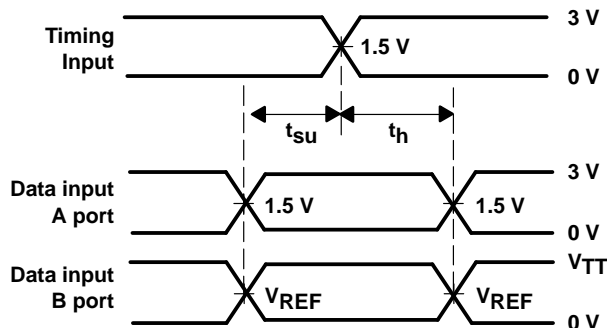 3 V
Timing
Input
1.5 V
0 V
tsu
th
3 V
Data input
A port
1.5 V
1.5 V
0 V
VTT
Data input
B port
VREF
VREF
0 V